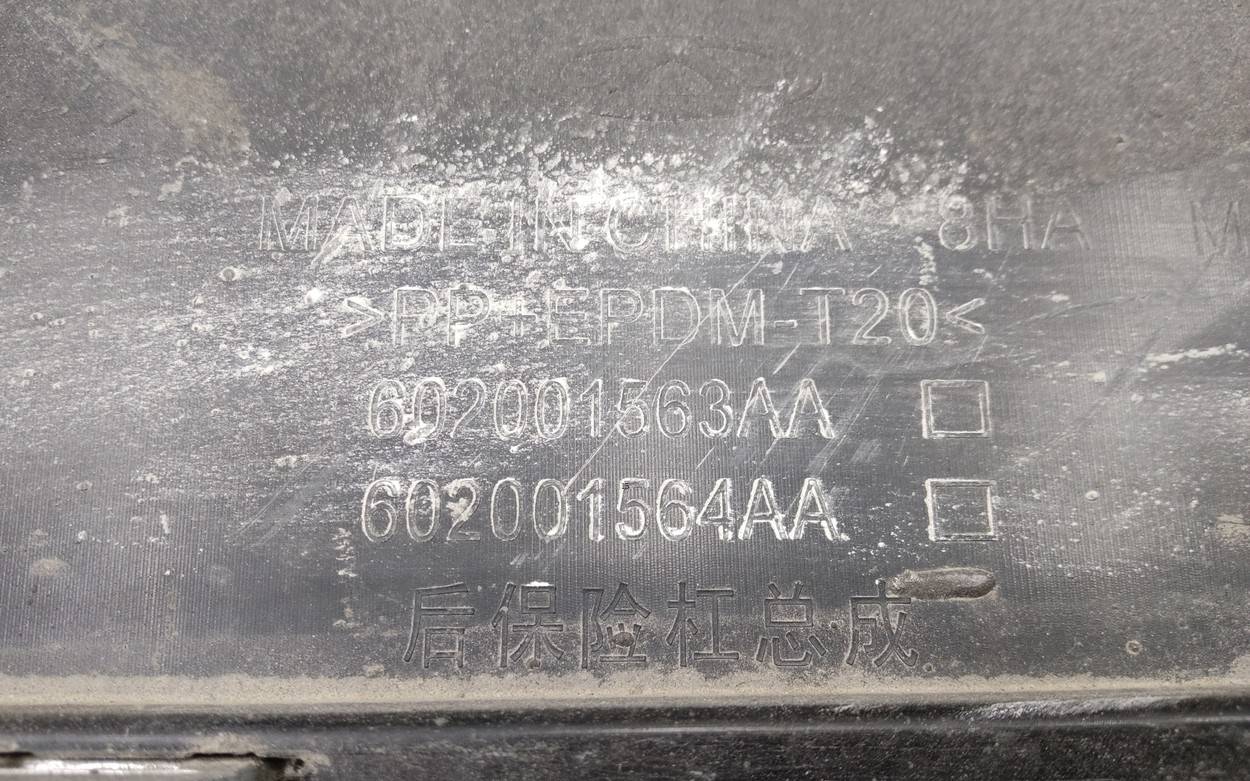 MADE IN CHINA 8HA M
>PP+EPDM-T20<
602001563AA
602001564AA
后保险杠总成